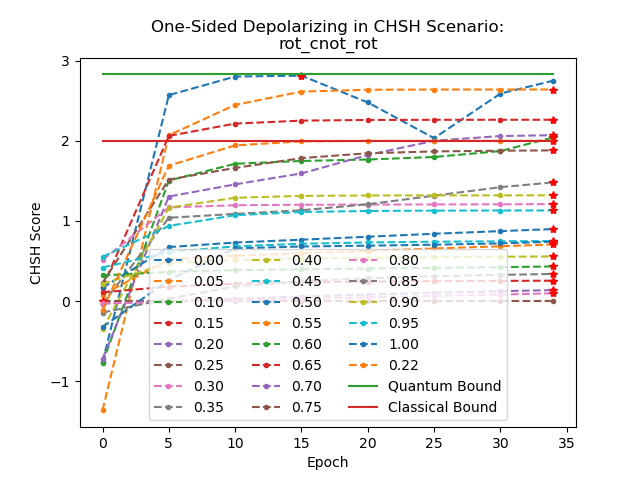 One-Sided Depolarizing in CHSH Scenario:
rot_cnot_rot
CHSH Score
3
2
1
0
−1
0.00 0.40 0.80
0.05 0.45 0.85
0.10 0.50 0.90
0.15 0.55 0.95
0.20 0.60 1.00
0.25 0.65 0.22
0.30 0.70 Quantum Bound
0.35 0.75 Classical Bound
0 5 10 15 20 25 30 35
Epoch